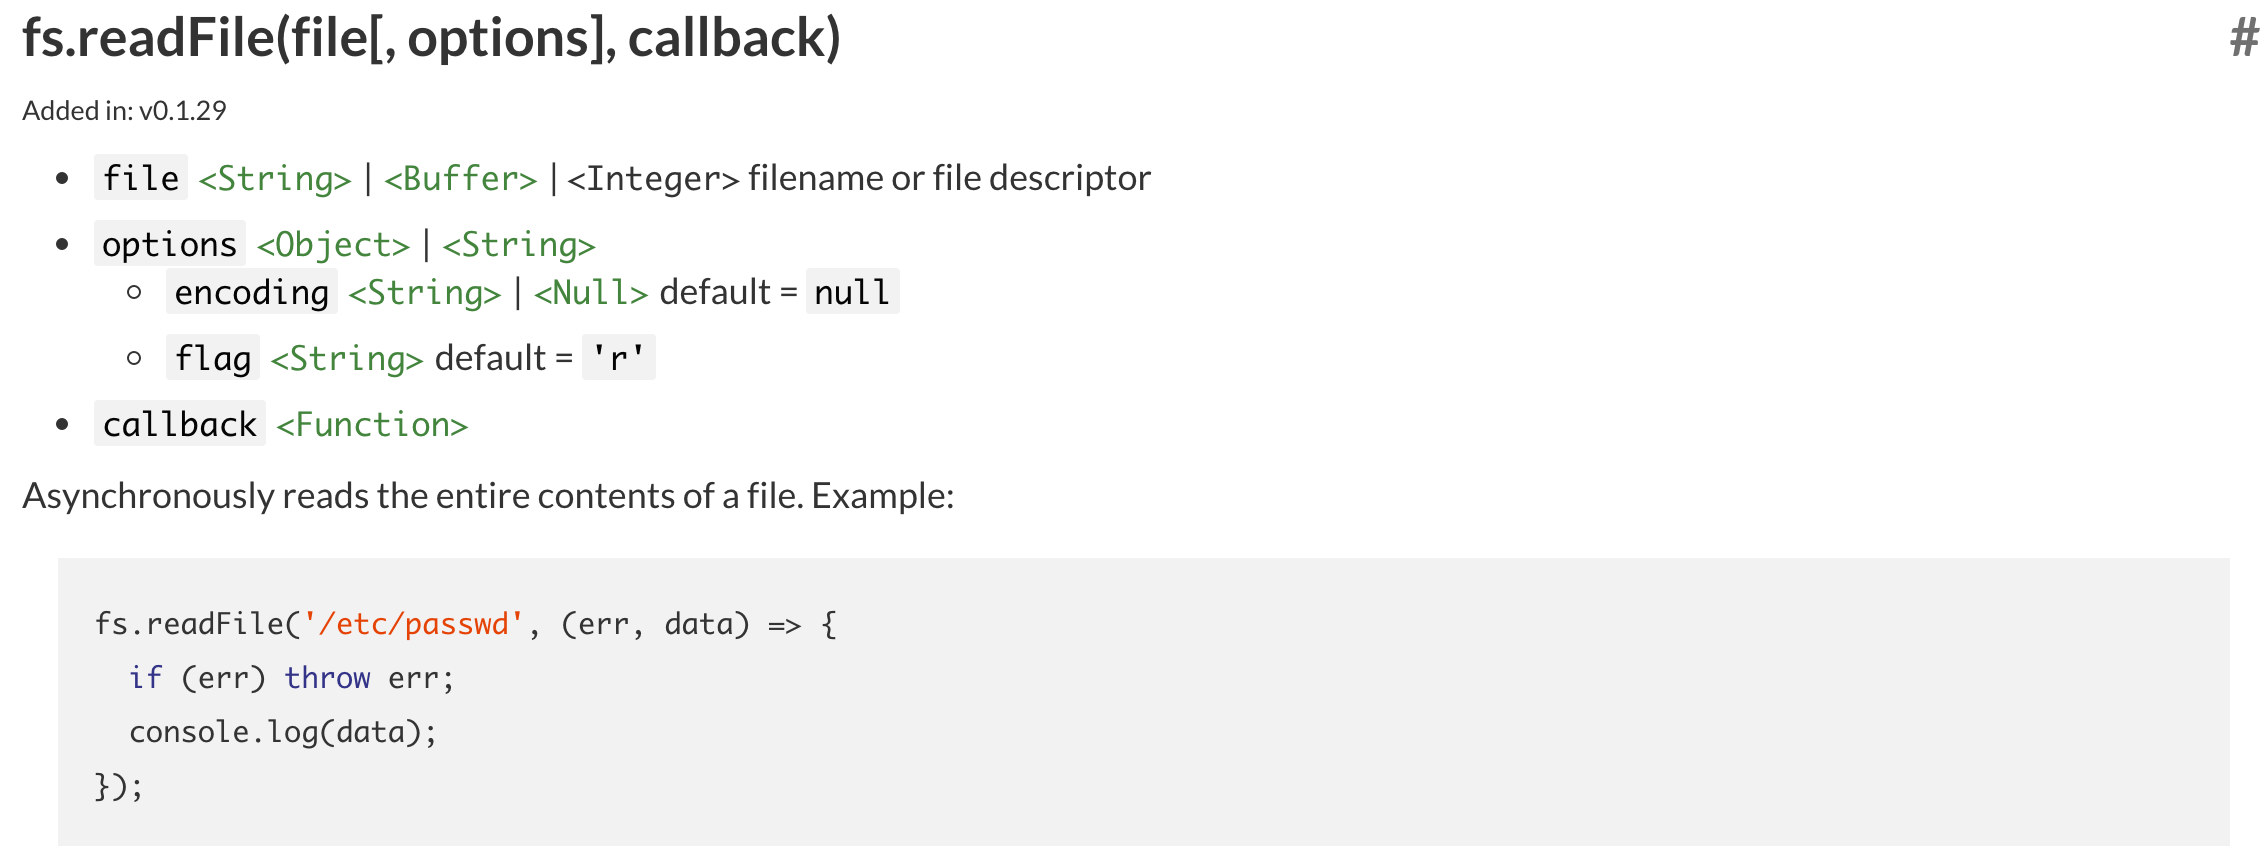 fs.readFile(file[, options], callback) #
Added in: v0.1.29
• file <String> | <Buffer> | <Integer> filename or file descriptor
• options <Object> | <String>
◦ encoding <String> | <Null> default = null
◦ flag <String> default = 'r'
• callback <Function>
Asynchronously reads the entire contents of a file. Example:
fs.readFile('/etc/passwd', (err, data) => {
  if (err) throw err;
  console.log(data);
});